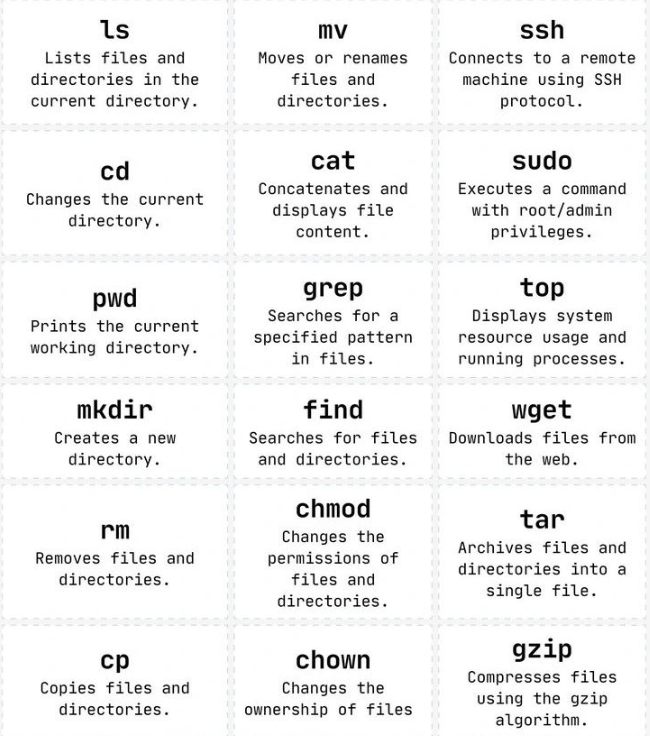 ls
Lists files and
directories in the
current directory.
mv
Moves or renames
files and
directories.
ssh
Connects to a remote
machine using SSH
protocol.
cd
Changes the current
directory.
cat
Concatenates and
displays file
content.
sudo
Executes a command
with root/admin
privileges.
pwd
Prints the current
working directory.
grep
Searches for a
specified pattern
in files.
top
Displays system
resource usage and
running processes.
mkdir
Creates a new
directory.
find
Searches for files
and directories.
wget
Downloads files from
the web.
rm
Removes files and
directories.
chmod
Changes the
permissions of
files and
directories.
tar
Archives files and
directories into a
single file.
cp
Copies files and
directories.
chown
Changes the
ownership of files
gzip
Compresses files
using the gzip
algorithm.